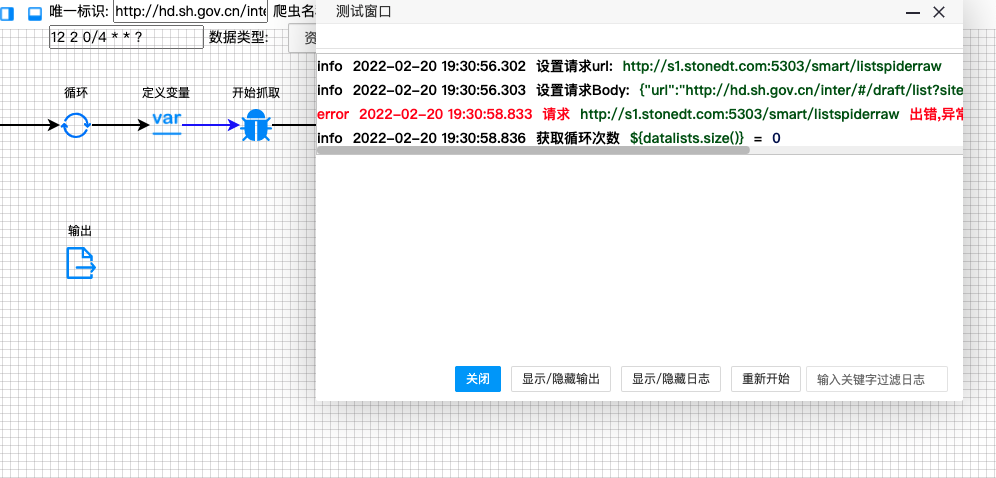 唯一标识: http://hd.sh.gov.cn/inte 爬虫名
12 2 0/4 * * ? 数据类型: 资
循环 定义变量 开始抓取
var
输出
测试窗口
info 2022-02-20 19:30:56.302 设置请求url: http://s1.stonedt.com:5303/smart/listspiderraw
info 2022-02-20 19:30:56.303 设置请求Body: {"url":"http://hd.sh.gov.cn/inter/#/draft/list?site
error 2022-02-20 19:30:58.833 请求 http://s1.stonedt.com:5303/smart/listspiderraw 出错,异常
info 2022-02-20 19:30:58.836 获取循环次数 ${datalists.size()} = 0
关闭 显示/隐藏输出 显示/隐藏日志 重新开始 输入关键字过滤日志